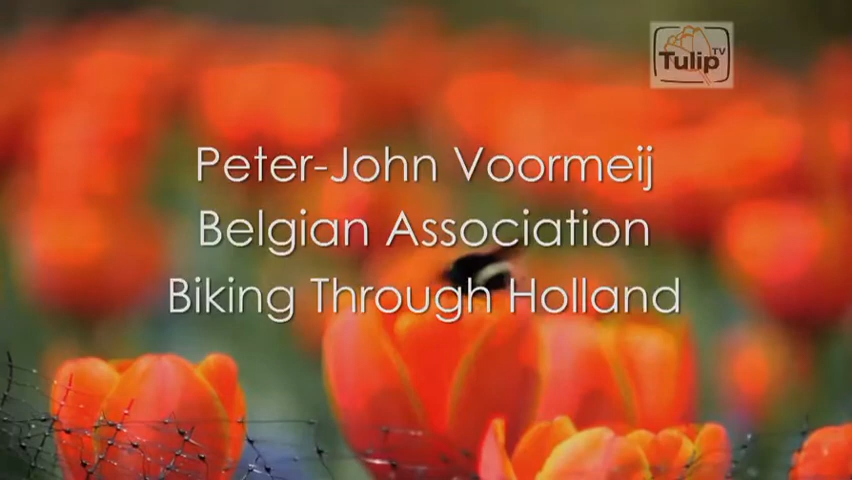 Tulip TV
Peter-John Voormeij
Belgian Association
Biking Through Holland